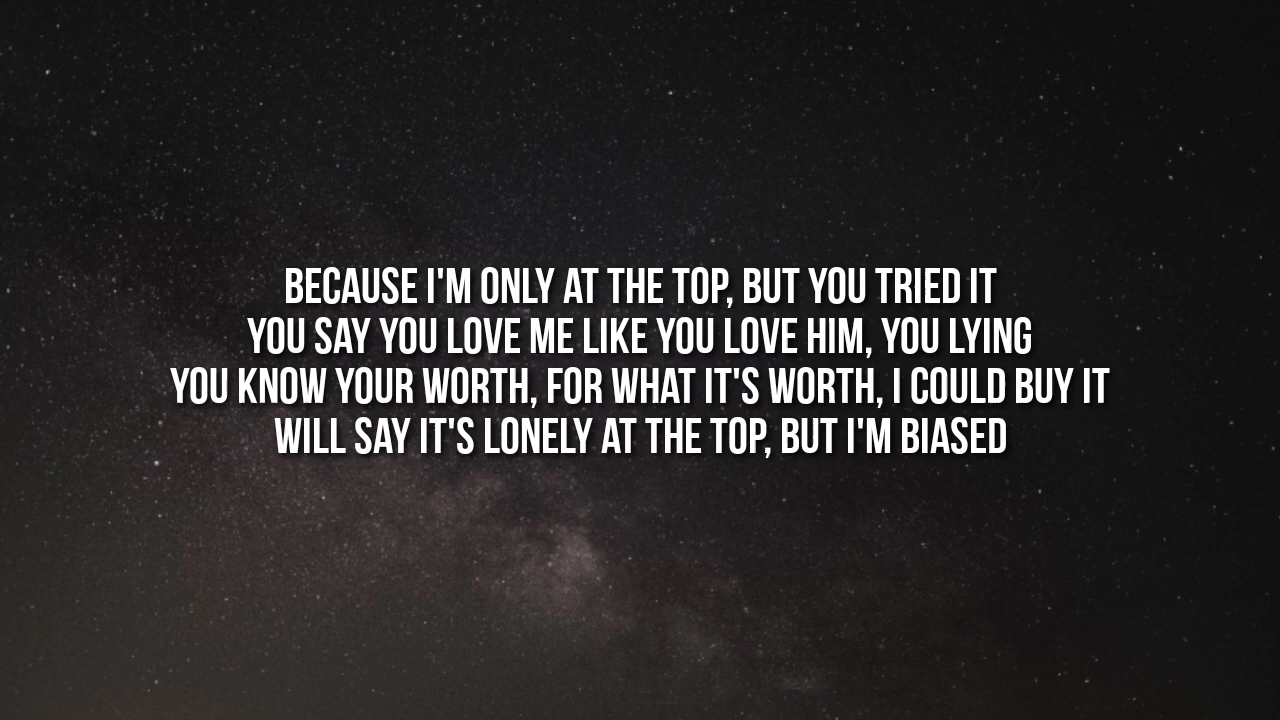 BECAUSE I'M ONLY AT THE TOP, BUT YOU TRIED IT
YOU SAY YOU LOVE ME LIKE YOU LOVE HIM, YOU LYING
YOU KNOW YOUR WORTH, FOR WHAT IT'S WORTH, I COULD BUY IT
WILL SAY IT'S LONELY AT THE TOP, BUT I'M BIASED